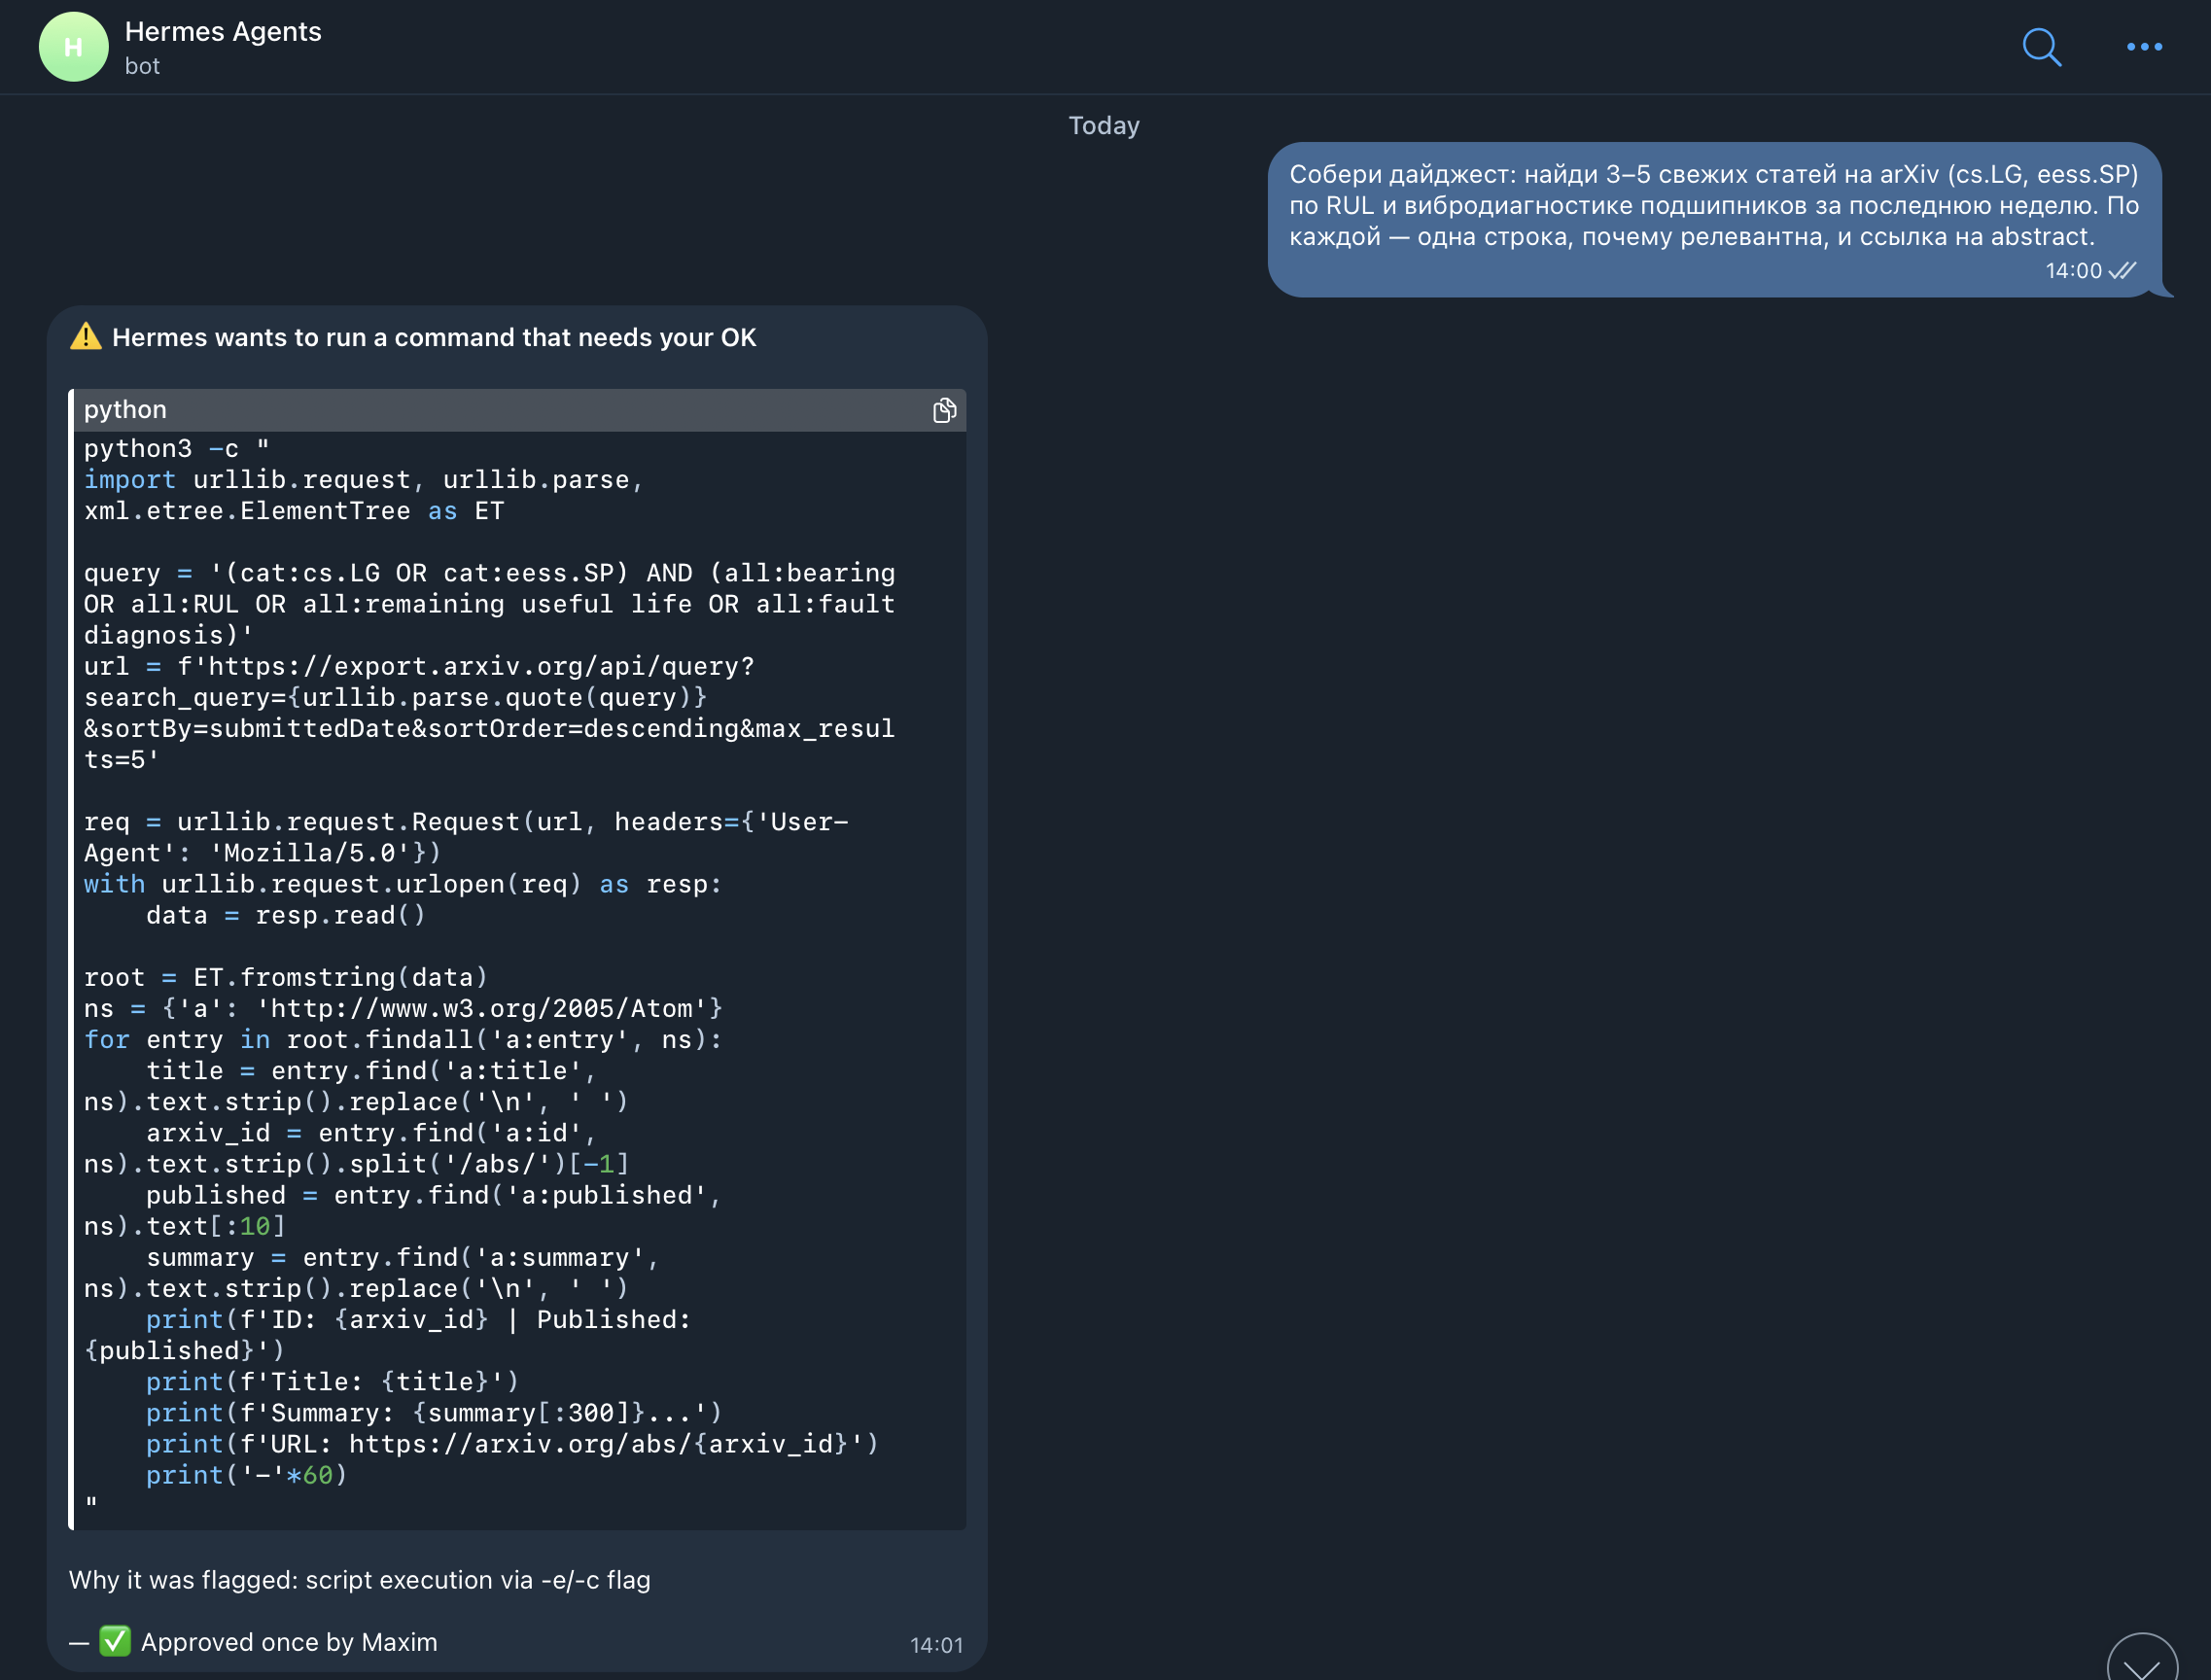 H
Hermes Agents
bot
Today
Собери дайджест: найди 3–5 свежих статей на arXiv (cs.LG, eess.SP)
по RUL и вибродиагностике подшипников за последнюю неделю. По
каждой — одна строка, почему релевантна, и ссылка на abstract.
14:00
⚠️ Hermes wants to run a command that needs your OK
python
python3 -c "
import urllib.request, urllib.parse,
xml.etree.ElementTree as ET
query = '(cat:cs.LG OR cat:eess.SP) AND (all:bearing
OR all:RUL OR all:remaining useful life OR all:fault
diagnosis)'
url = f'https://export.arxiv.org/api/query?
search_query={urllib.parse.quote(query)}
&sortBy=submittedDate&sortOrder=descending&max_resul
ts=5'
req = urllib.request.Request(url, headers={'User-
Agent': 'Mozilla/5.0'})
with urllib.request.urlopen(req) as resp:
    data = resp.read()
root = ET.fromstring(data)
ns = {'a': 'http://www.w3.org/2005/Atom'}
for entry in root.findall('a:entry', ns):
    title = entry.find('a:title',
ns).text.strip().replace('\n', ' ')
    arxiv_id = entry.find('a:id',
ns).text.strip().split('/abs/')[-1]
    published = entry.find('a:published',
ns).text[:10]
    summary = entry.find('a:summary',
ns).text.strip().replace('\n', ' ')
    print(f'ID: {arxiv_id} | Published:
{published}')
    print(f'Title: {title}')
    print(f'Summary: {summary[:300]}...')
    print(f'URL: https://arxiv.org/abs/{arxiv_id}')
    print('-'*60)
"
Why it was flagged: script execution via -e/-c flag
— ✅ Approved once by Maxim
14:01